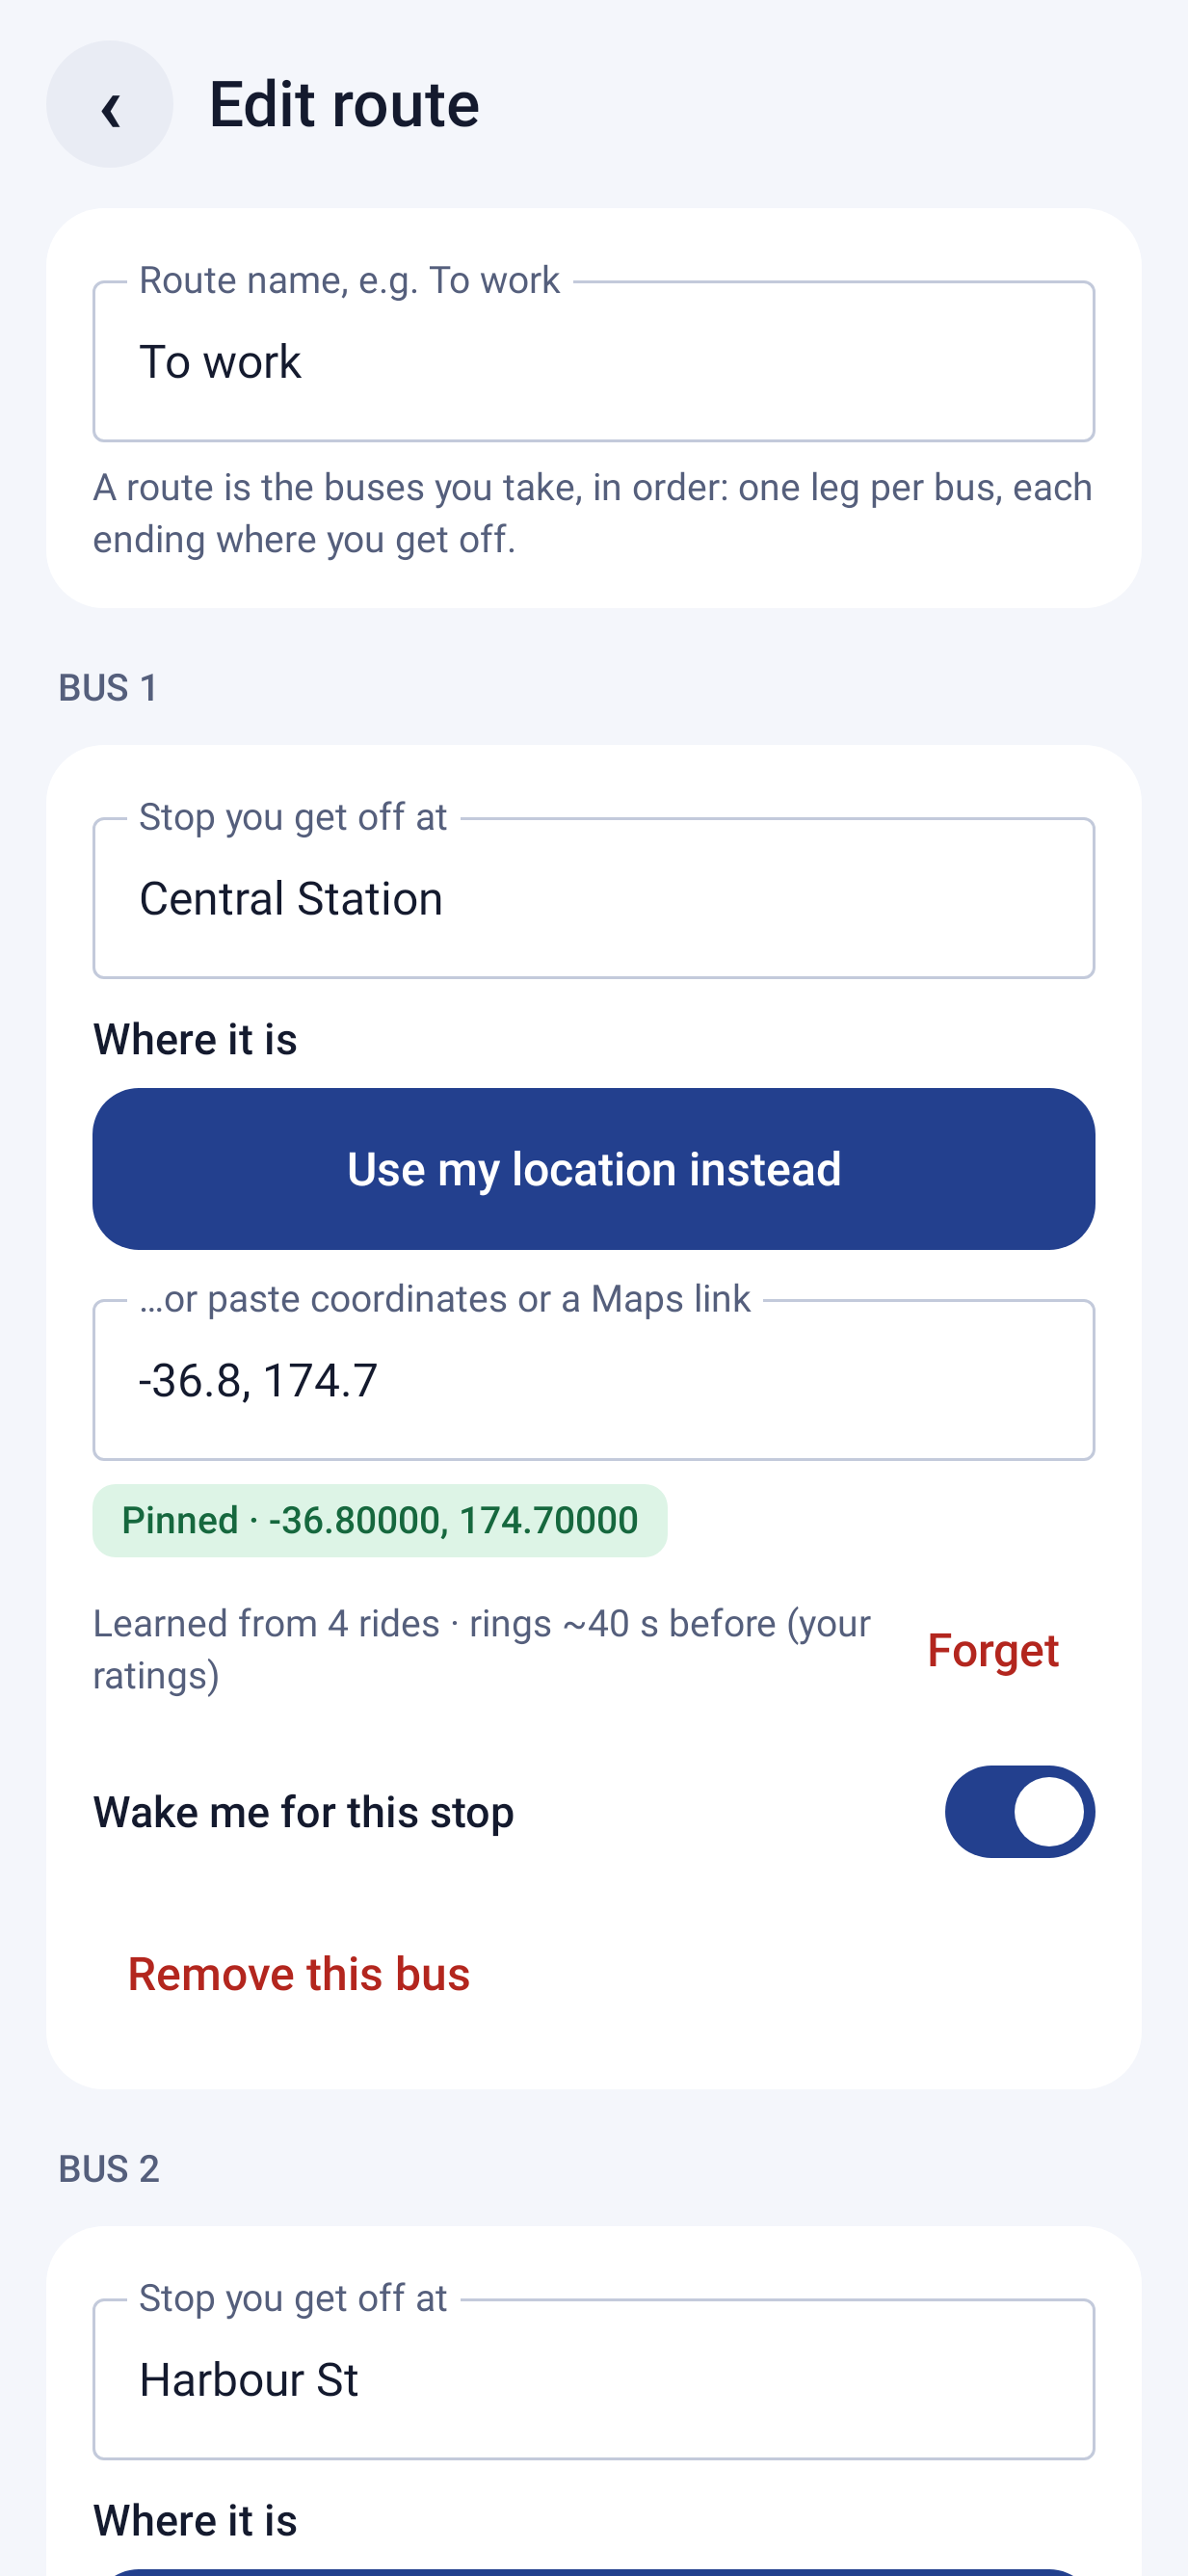 ‹ Edit route
Route name, e.g. To work
To work
A route is the buses you take, in order: one leg per bus, each
ending where you get off.
BUS 1
Stop you get off at
Central Station
Where it is
Use my location instead
…or paste coordinates or a Maps link
-36.8, 174.7
Pinned · -36.80000, 174.70000
Learned from 4 rides · rings ~40 s before (your
ratings)
Forget
Wake me for this stop
Remove this bus
BUS 2
Stop you get off at
Harbour St
Where it is